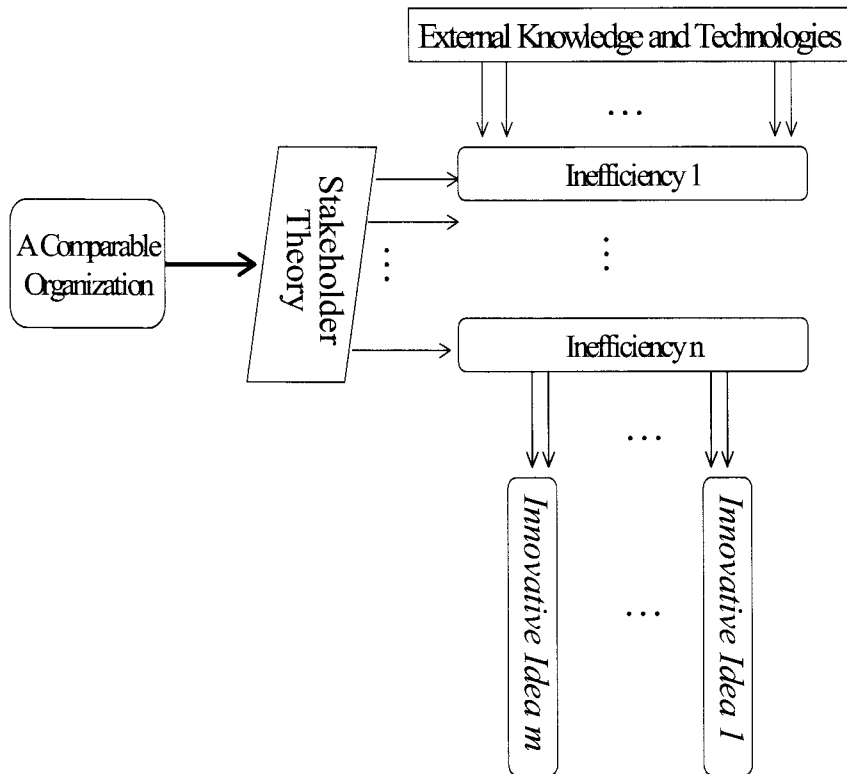 External Knowledge and Technologies
...
Inefficiency 1
Stakeholder
Theory
A Comparable
Organization
...
...
Inefficiency n
...
Innovative Idea m
...
Innovative Idea 1